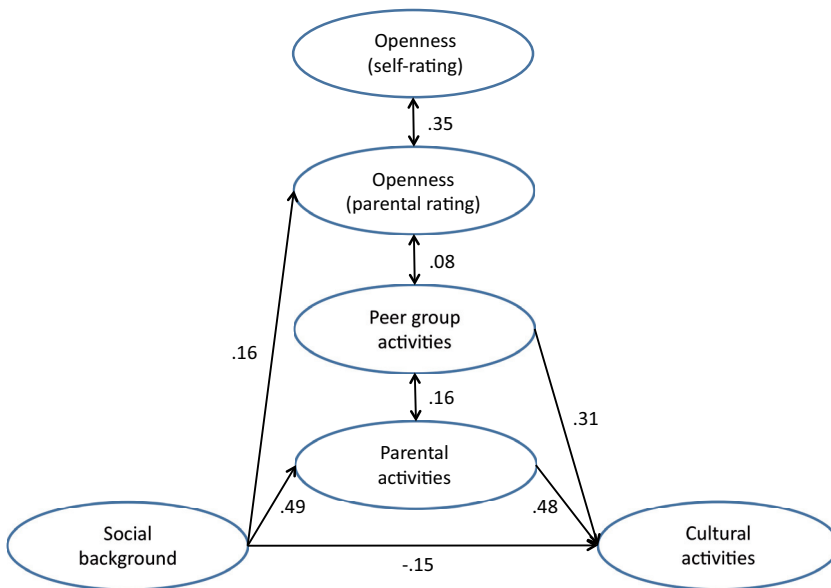 Openness
(self-rating)
.35
Openness
(parental rating)
.08
Peer group
activities
.16
.16
.31
Parental
activities
.49
.48
Social
background
Cultural
activities
-.15